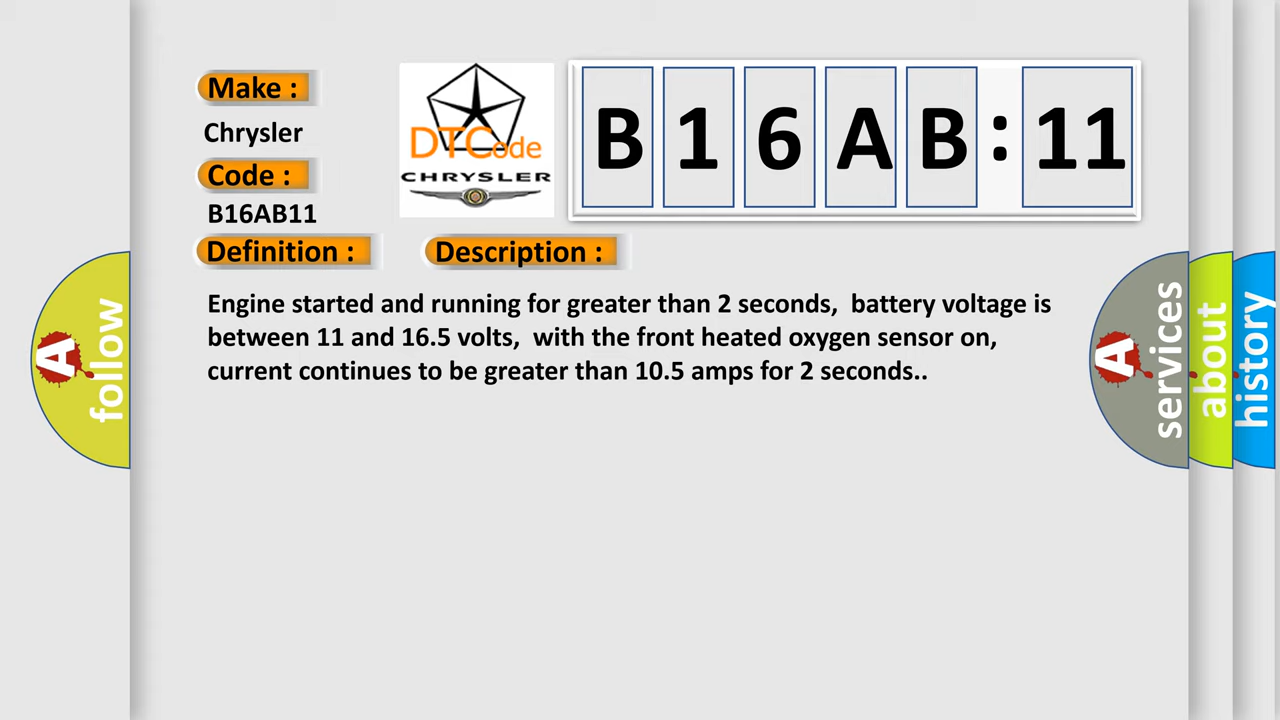 Make :
Chrysler
Code :
B16AB11
Definition :
Description :
DTCode
CHRYSLER
B 1 6 A B : 11
Engine started and running for greater than 2 seconds, battery voltage is
between 11 and 16.5 volts, with the front heated oxygen sensor on,
current continues to be greater than 10.5 amps for 2 seconds..
A follow
A services
about
history